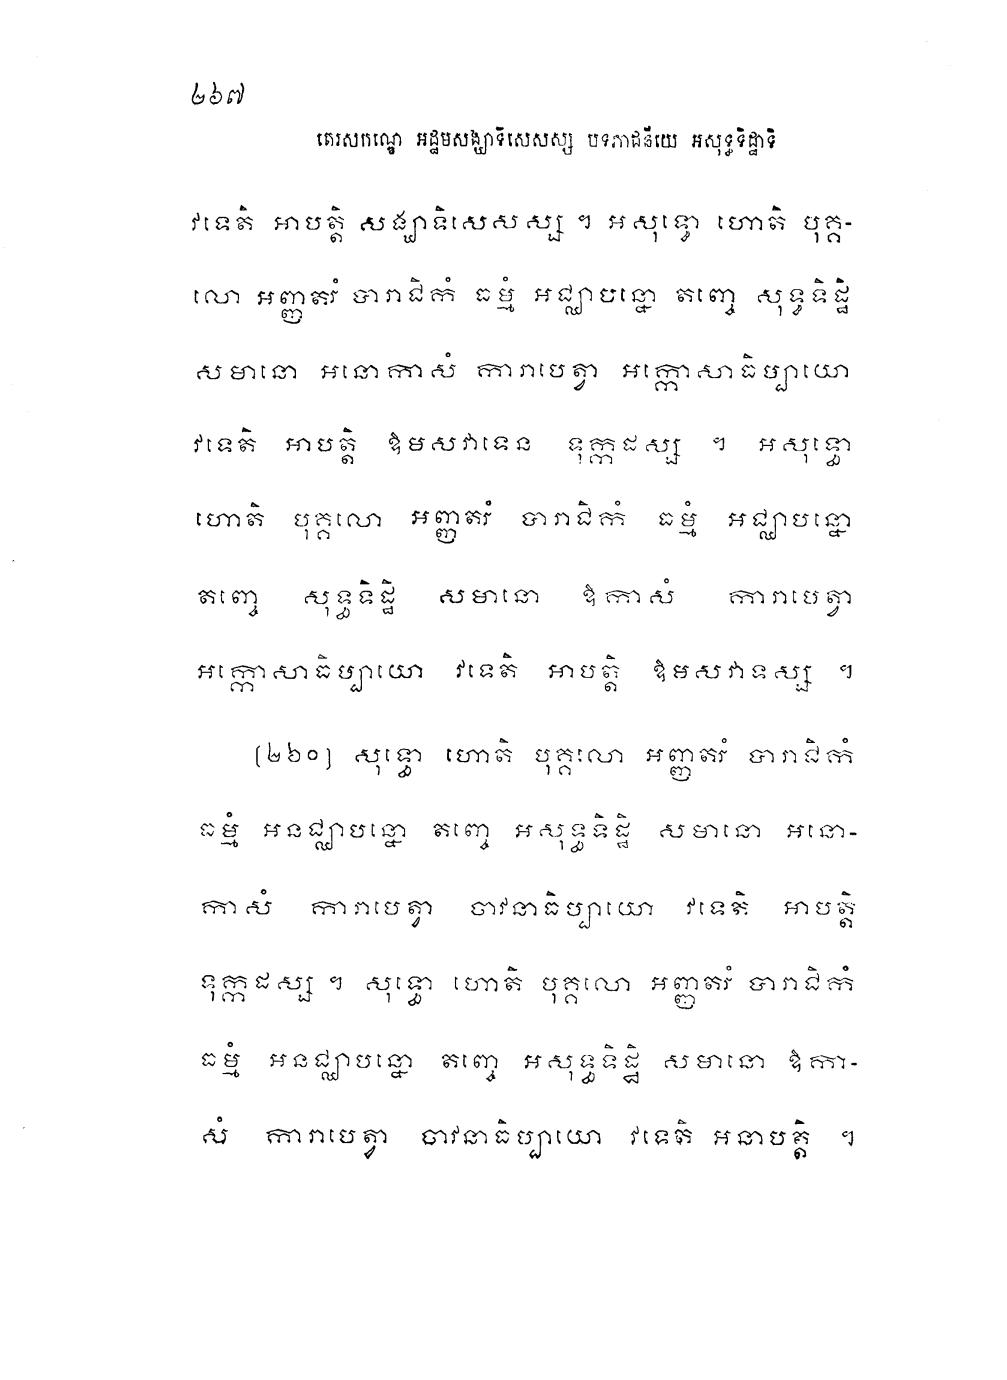 ២៦៧
តេរសកណ្ឌេ អដ្ឋមសង្ឃាទិសេសស្ស បទភាជនីយេ អសុទ្ធទិដ្ឋាទិ
វទេតិ អាបត្តិ សង្ឃាទិសេសស្ស ។ អសុទ្ធោ ហោតិ បុគ្គ-
លោ អញ្ញតរំ បារាជិកំ ធម្មំ អជ្ឈាបន្នោ តញ្ចេ សុទ្ធទិដ្ឋិ
សមានោ អនោកាសំ ការាបេត្វា អក្កោសាធិប្បាយោ
វទេតិ អាបត្តិ ឱមសវាទេន ទុក្កដស្ស ។ អសុទ្ធោ
ហោតិ បុគ្គលោ អញ្ញតរំ បារាជិកំ ធម្មំ អជ្ឈាបន្នោ
តញ្ចេ សុទ្ធទិដ្ឋិ សមានោ ឱកាសំ ការាបេត្វា
អក្កោសាធិប្បាយោ វទេតិ អាបត្តិ ឱមសវាទស្ស ។
[២៦០] សុទ្ធោ ហោតិ បុគ្គលោ អញ្ញតរំ បារាជិកំ
ធម្មំ អនជ្ឈាបន្នោ តញ្ចេ អសុទ្ធទិដ្ឋិ សមានោ អនោ-
កាសំ ការាបេត្វា ចាវនាធិប្បាយោ វទេតិ អាបត្តិ
ទុក្កដស្ស ។ សុទ្ធោ ហោតិ បុគ្គលោ អញ្ញតរំ បារាជិកំ
ធម្មំ អនជ្ឈាបន្នោ តញ្ចេ អសុទ្ធទិដ្ឋិ សមានោ ឱកា-
សំ ការាបេត្វា ចាវនាធិប្បាយោ វទេតិ អនាបត្តិ ។